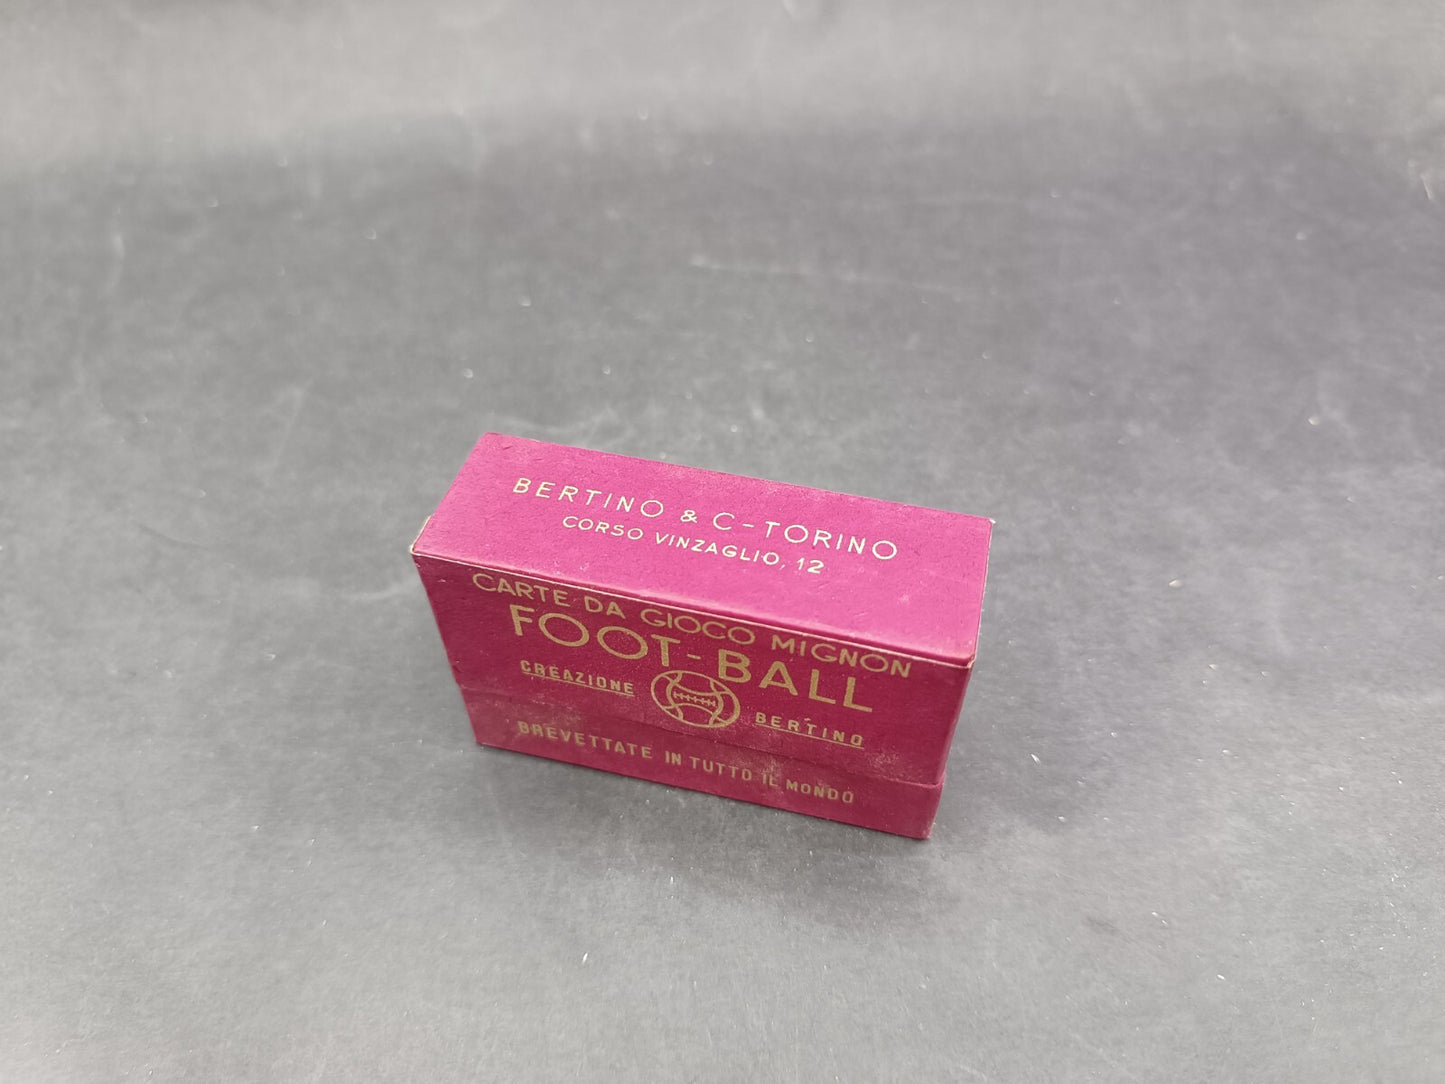 BERTINO & C-TORINO
CORSO VINZAGLIO, 12
CARTE DA GIOCO MIGNON
FOOT-BALL
CREAZIONE
BERTINO
BREVETTATE IN TUTTO IL MONDO